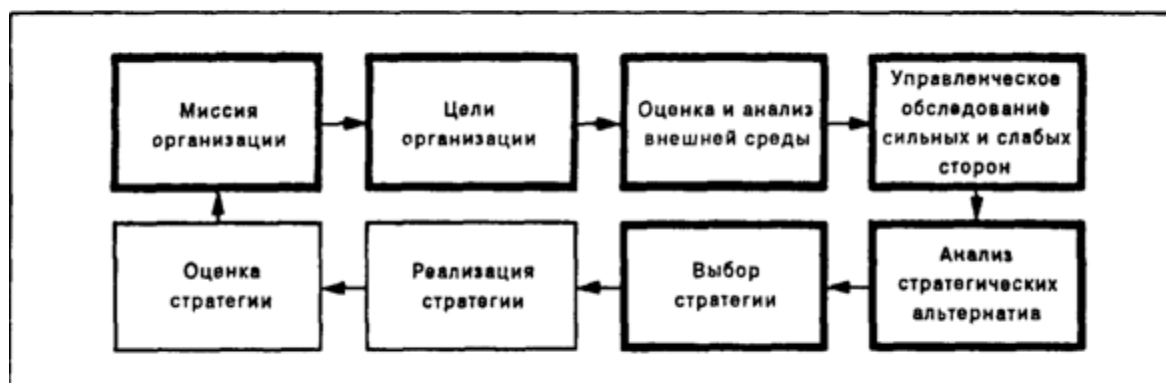 Миссия
организации
Цели
организации
Оценка и анализ
внешней среды
Управленческое
обследование
сильных и слабых
сторон
Анализ
стратегических
альтернатив
Выбор
стратегии
Реализация
стратегии
Оценка
стратегии